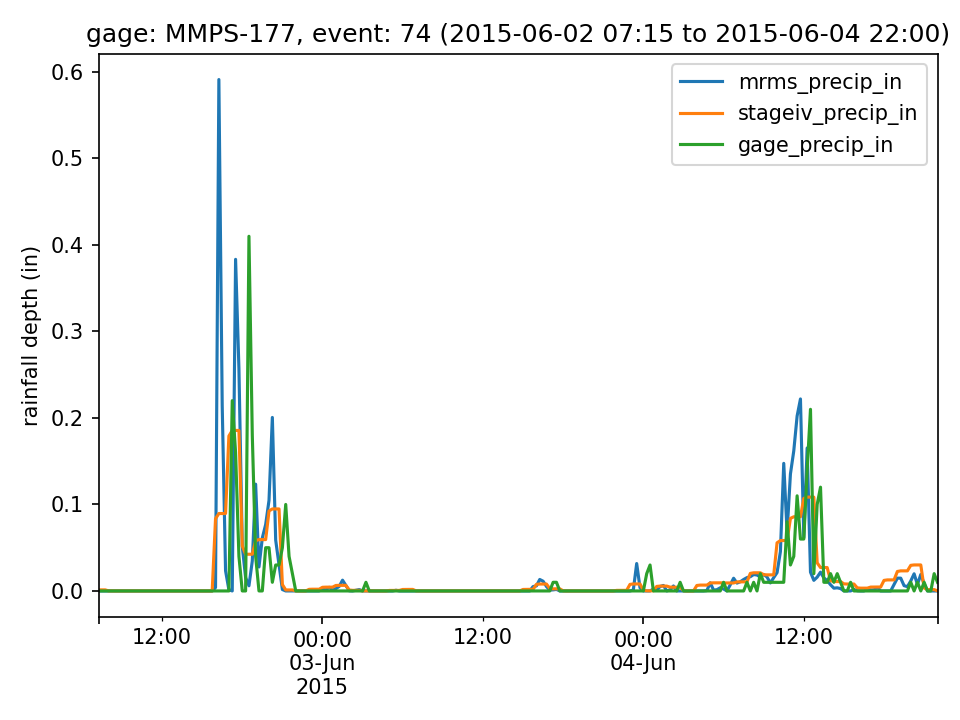 gage: MMPS-177, event: 74 (2015-06-02 07:15 to 2015-06-04 22:00)
mrms_precip_in
stageiv_precip_in
gage_precip_in
rainfall depth (in)
0.6
0.5
0.4
0.3
0.2
0.1
0.0
12:00
00:00
03-Jun
2015
12:00
00:00
04-Jun
12:00